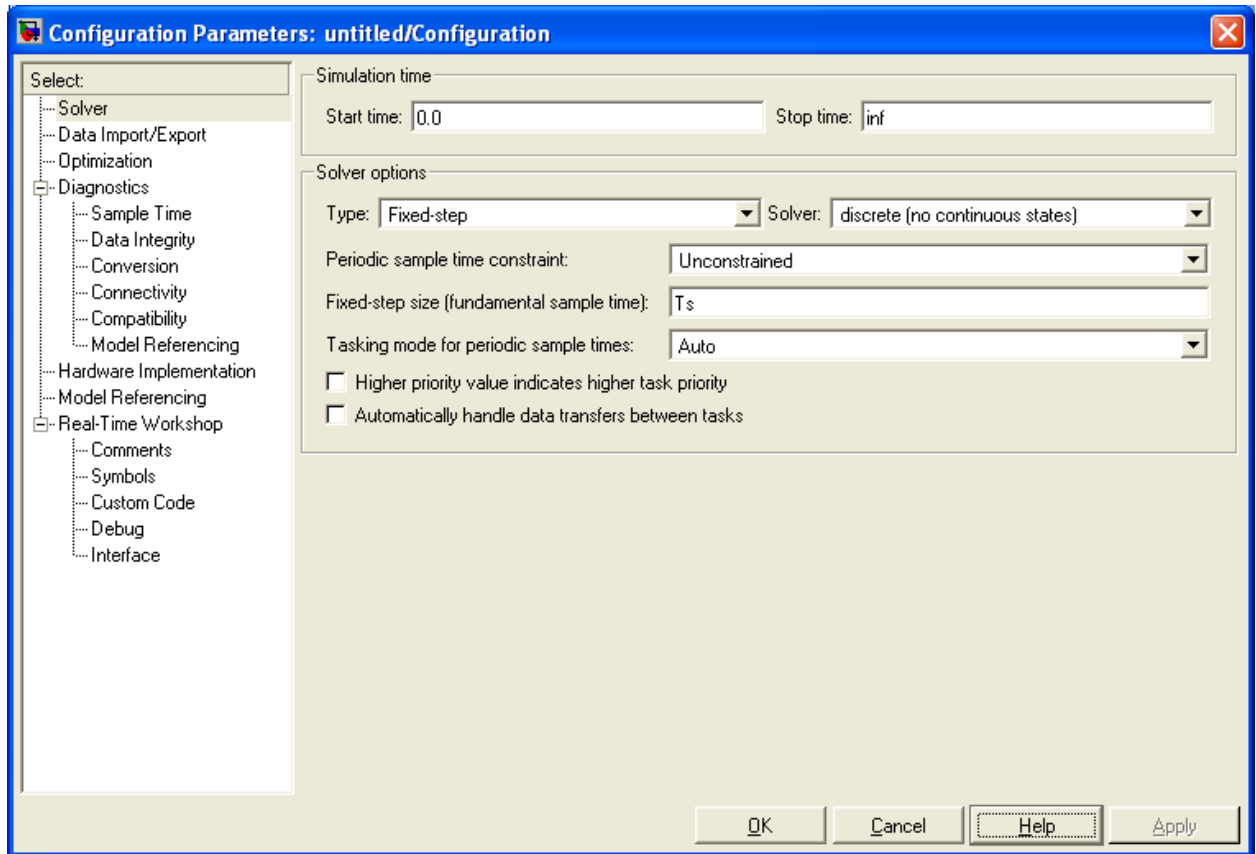 Configuration Parameters: untitled/Configuration
Select:
Solver
Data Import/Export
Optimization
Diagnostics
Sample Time
Data Integrity
Conversion
Connectivity
Compatibility
Model Referencing
Hardware Implementation
Model Referencing
Real-Time Workshop
Comments
Symbols
Custom Code
Debug
Interface
Simulation time
Start time: 0.0 Stop time: inf
Solver options
Type: Fixed-step Solver: discrete (no continuous states)
Periodic sample time constraint: Unconstrained
Fixed-step size (fundamental sample time): Ts
Tasking mode for periodic sample times: Auto
Higher priority value indicates higher task priority
Automatically handle data transfers between tasks
OK Cancel Help Apply